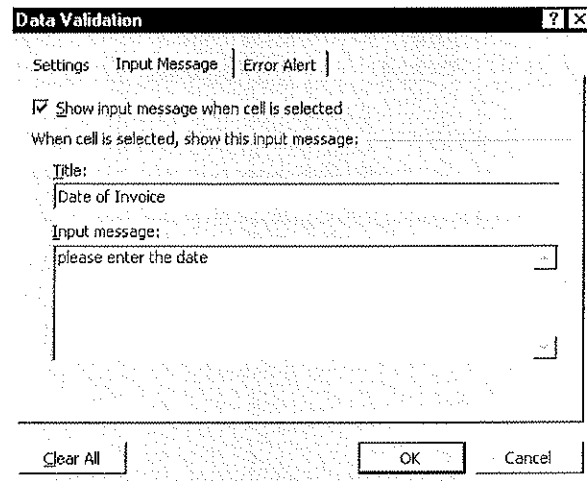 Data Validation ? X
Settings Input Message Error Alert
Show input message when cell is selected
When cell is selected, show this input message:
Title:
Date of Invoice
Input message:
please enter the date
Clear All OK Cancel